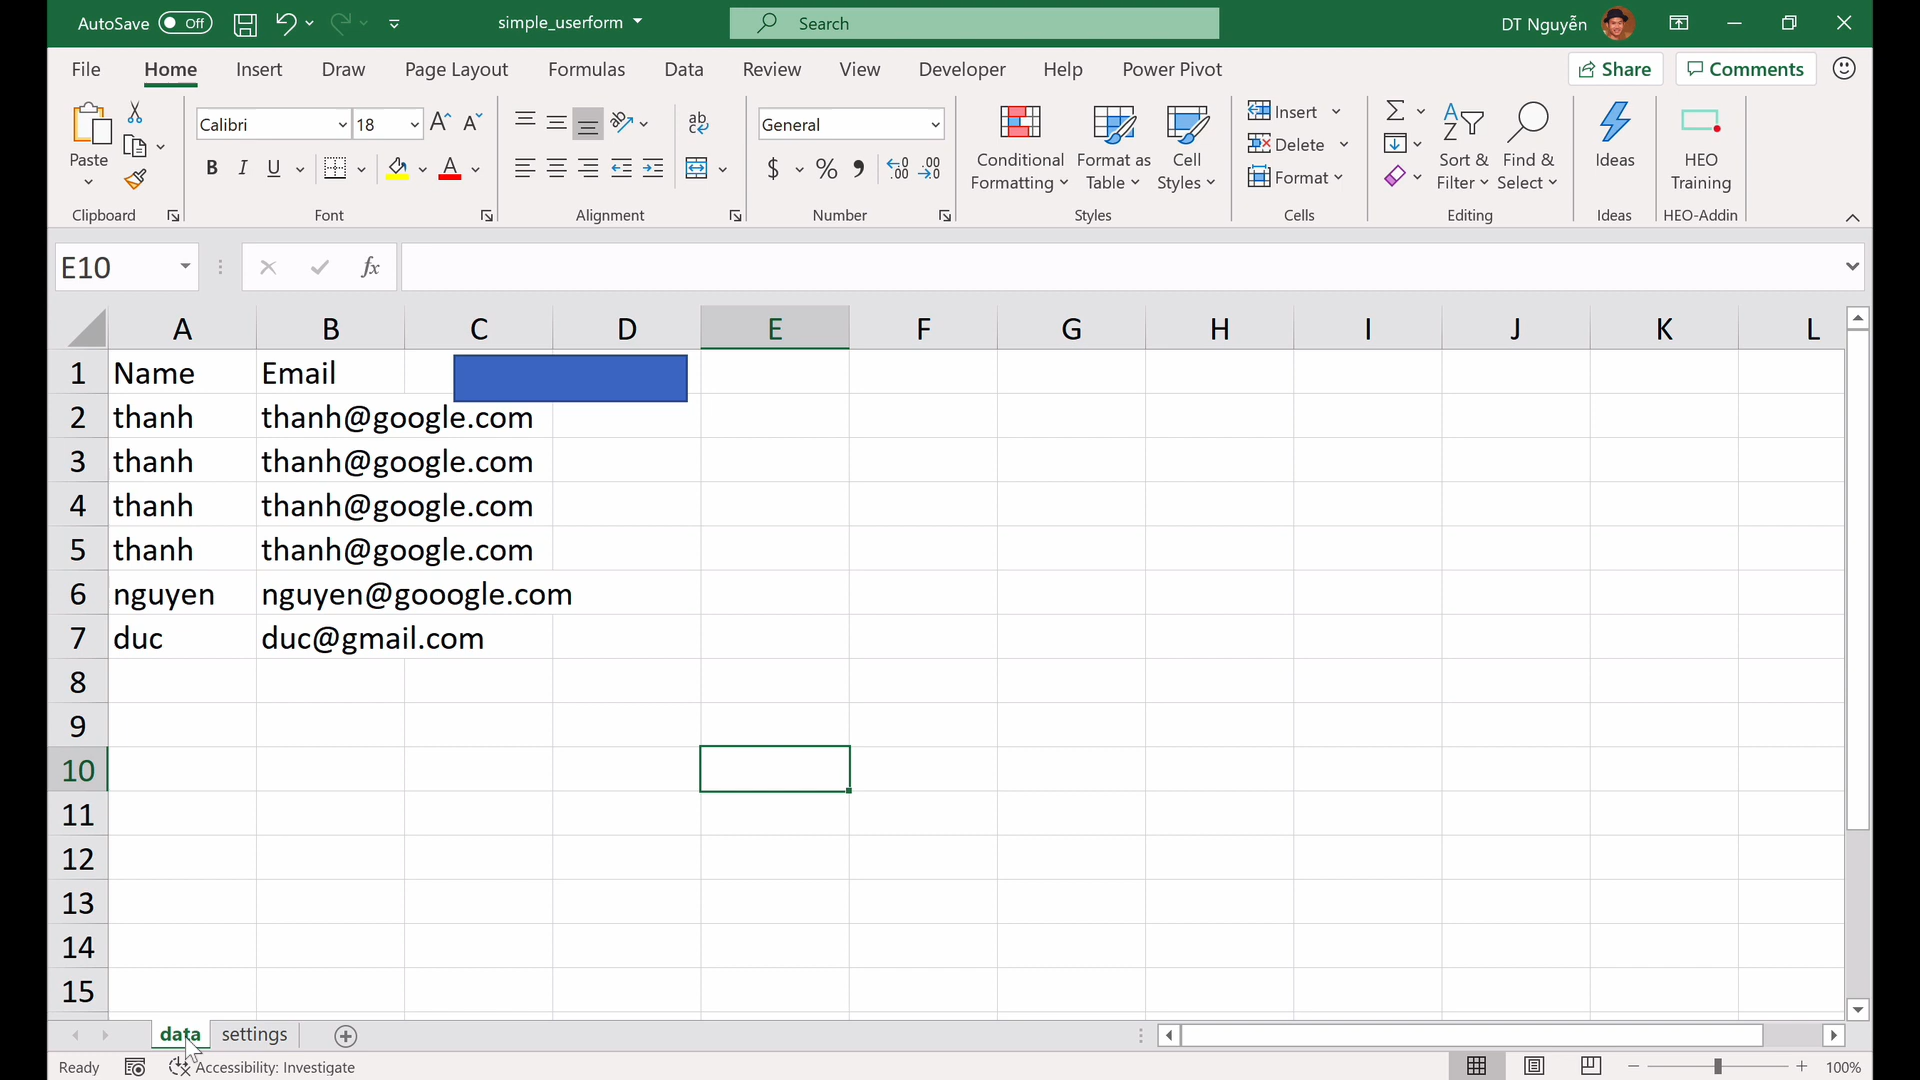 AutoSave Off simple_userform Search DT Nguyễn
File Home Insert Draw Page Layout Formulas Data Review View Developer Help Power Pivot Share Comments
Calibri 18 General
Paste
B I U $ % 9
Conditional Formatting
Format as Table
Cell Styles
Insert
Delete
Format
Sort & Filter
Find & Select
Ideas
HEO Training
Clipboard Font Alignment Number Styles Cells Editing Ideas HEO-Addin
E10 fx
A B C D E F G H I J K L
1 Name Email
2 thanh thanh@google.com
3 thanh thanh@google.com
4 thanh thanh@google.com
5 thanh thanh@google.com
6 nguyen nguyen@gooogle.com
7 duc duc@gmail.com
8
9
10
11
12
13
14
15
data settings
Ready Accessibility: Investigate 100%